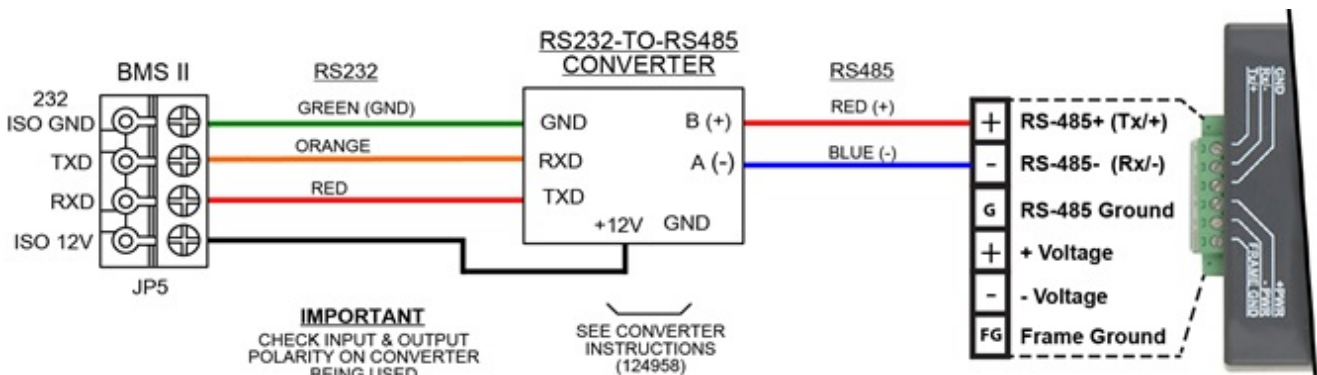 BMS II
232
ISO GND
TXD
RXD
ISO 12V
JP5
RS232
GREEN (GND)
ORANGE
RED
RS232-TO-RS485
CONVERTER
GND
RXD
TXD
B (+)
A (-)
+12V GND
RS485
RED (+)
BLUE (-)
IMPORTANT
CHECK INPUT & OUTPUT
POLARITY ON CONVERTER
BEING USED
SEE CONVERTER
INSTRUCTIONS
(124958)
+ RS-485+ (Tx/+)
- RS-485- (Rx/-)
G RS-485 Ground
+ + Voltage
- - Voltage
FG Frame Ground
GND
Rx/-
Tx/+
+PWR
- PWR
FRAME GND